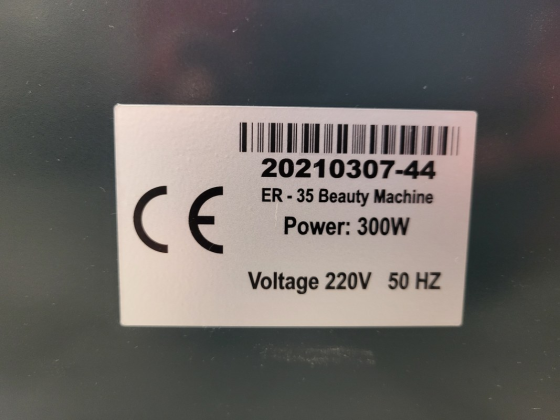 20210307-44
ER - 35 Beauty Machine
CE
Power: 300W
Voltage 220V 50 HZ